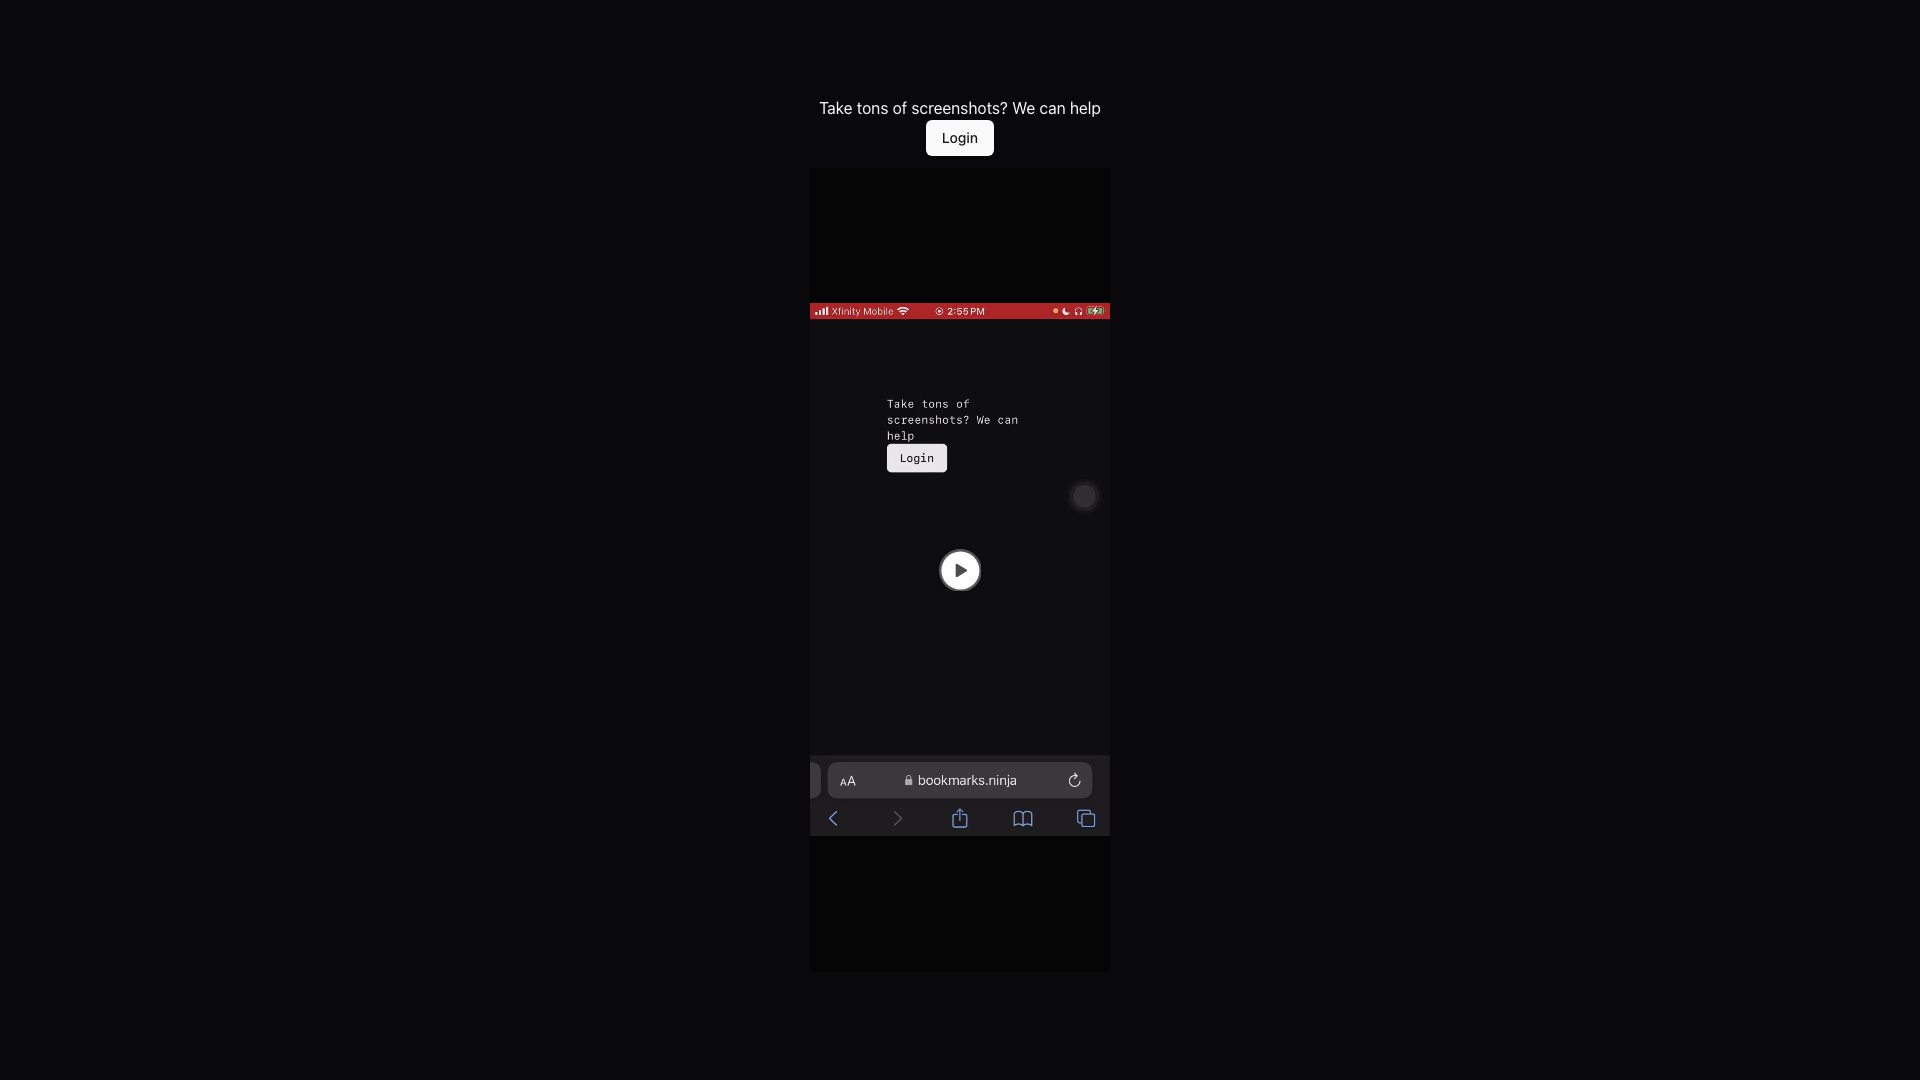 Take tons of screenshots? We can help
Login
Xfinity Mobile 2:55 PM
Take tons of
screenshots? We can
help
Login
AA bookmarks.ninja